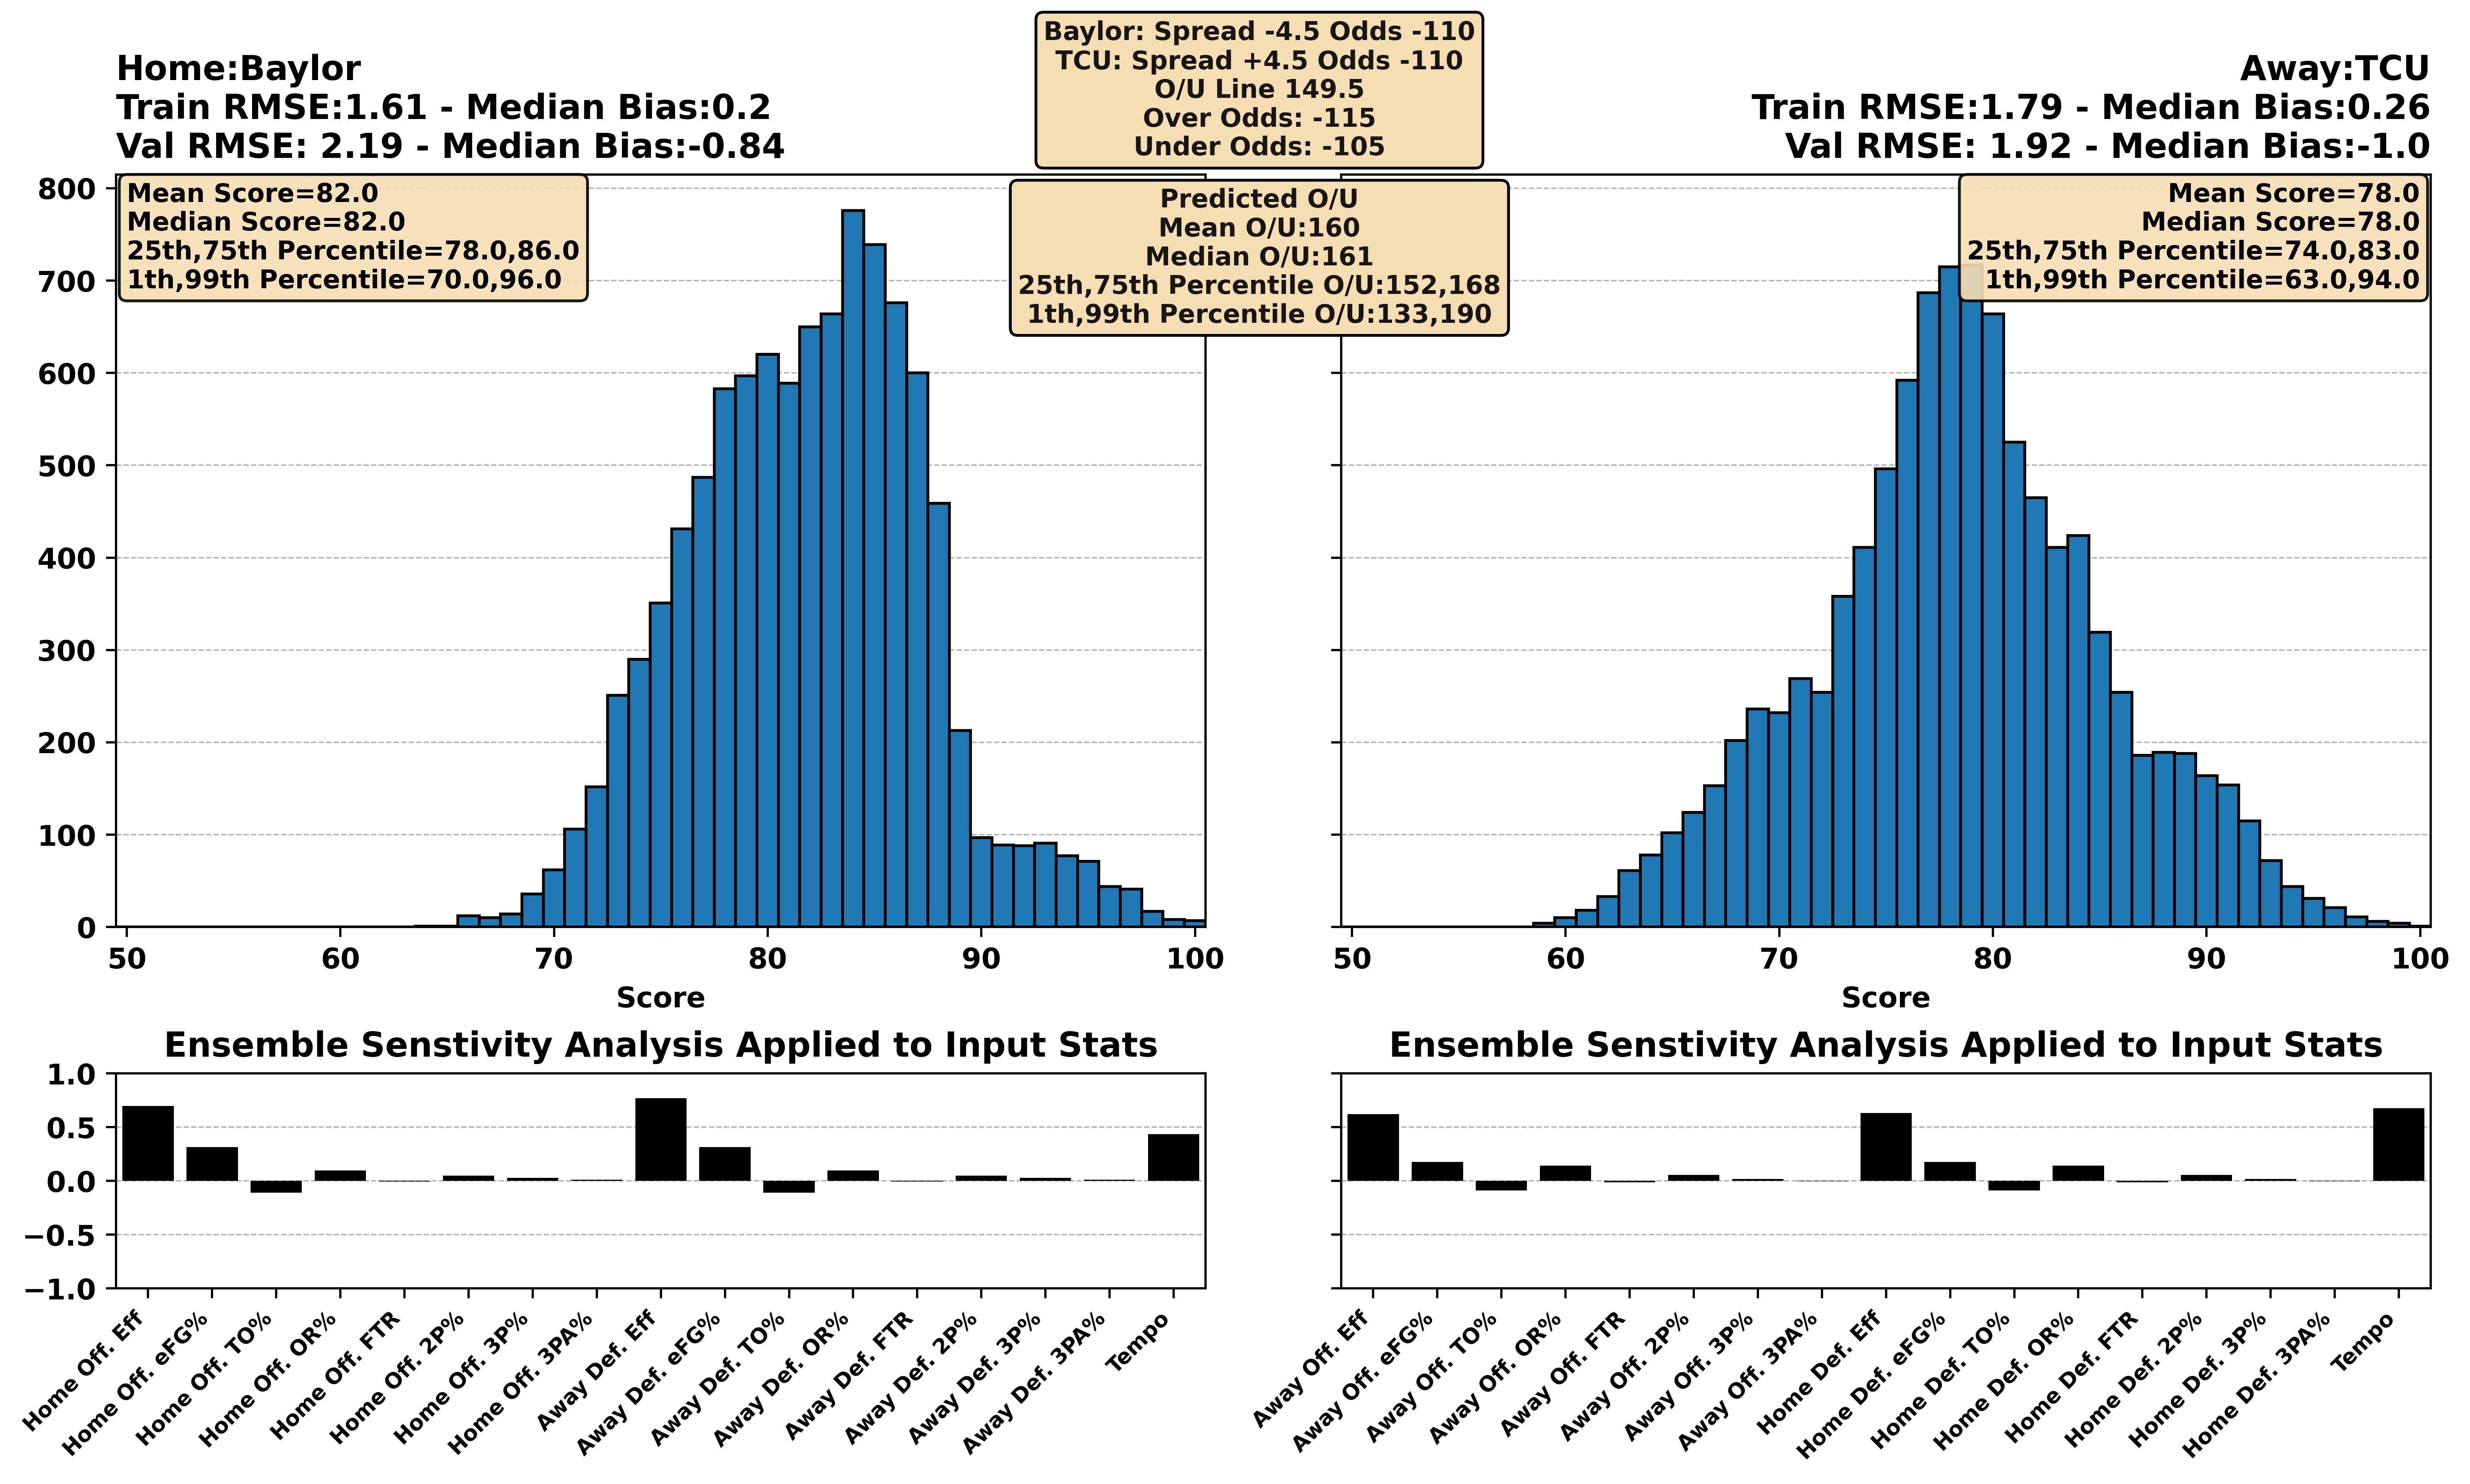 Baylor: Spread -4.5 Odds -110
TCU: Spread +4.5 Odds -110
O/U Line 149.5
Over Odds: -115
Under Odds: -105
Home:Baylor
Train RMSE:1.61 - Median Bias:0.2
Val RMSE: 2.19 - Median Bias:-0.84
Away:TCU
Train RMSE:1.79 - Median Bias:0.26
Val RMSE: 1.92 - Median Bias:-1.0
Mean Score=82.0
Median Score=82.0
25th,75th Percentile=78.0,86.0
1th,99th Percentile=70.0,96.0
Predicted O/U
Mean O/U:160
Median O/U:161
25th,75th Percentile O/U:152,168
1th,99th Percentile O/U:133,190
Mean Score=78.0
Median Score=78.0
25th,75th Percentile=74.0,83.0
1th,99th Percentile=63.0,94.0
800
700
600
500
400
300
200
100
0
50 60 70 80 90 100
Score
50 60 70 80 90 100
Score
Ensemble Senstivity Analysis Applied to Input Stats
Ensemble Senstivity Analysis Applied to Input Stats
1.0
0.5
0.0
−0.5
−1.0
Home Off. Eff
Home Off. eFG%
Home Off. TO%
Home Off. OR%
Home Off. FTR
Home Off. 2P%
Home Off. 3P%
Home Off. 3PA%
Away Def. Eff
Away Def. eFG%
Away Def. TO%
Away Def. OR%
Away Def. FTR
Away Def. 2P%
Away Def. 3P%
Away Def. 3PA%
Tempo
Away Off. Eff
Away Off. eFG%
Away Off. TO%
Away Off. OR%
Away Off. FTR
Away Off. 2P%
Away Off. 3P%
Away Off. 3PA%
Home Def. Eff
Home Def. eFG%
Home Def. TO%
Home Def. OR%
Home Def. FTR
Home Def. 2P%
Home Def. 3P%
Home Def. 3PA%
Tempo